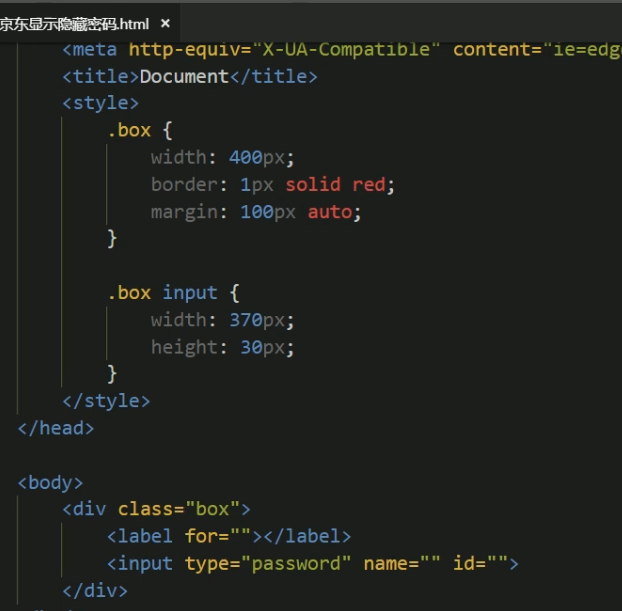 京东显示隐藏密码.html ×
<meta http-equiv="X-UA-Compatible" content="ie=edg
<title>Document</title>
<style>
.box {
width: 400px;
border: 1px solid red;
margin: 100px auto;
}
.box input {
width: 370px;
height: 30px;
}
</style>
</head>
<body>
<div class="box">
<label for=""></label>
<input type="password" name="" id="">
</div>